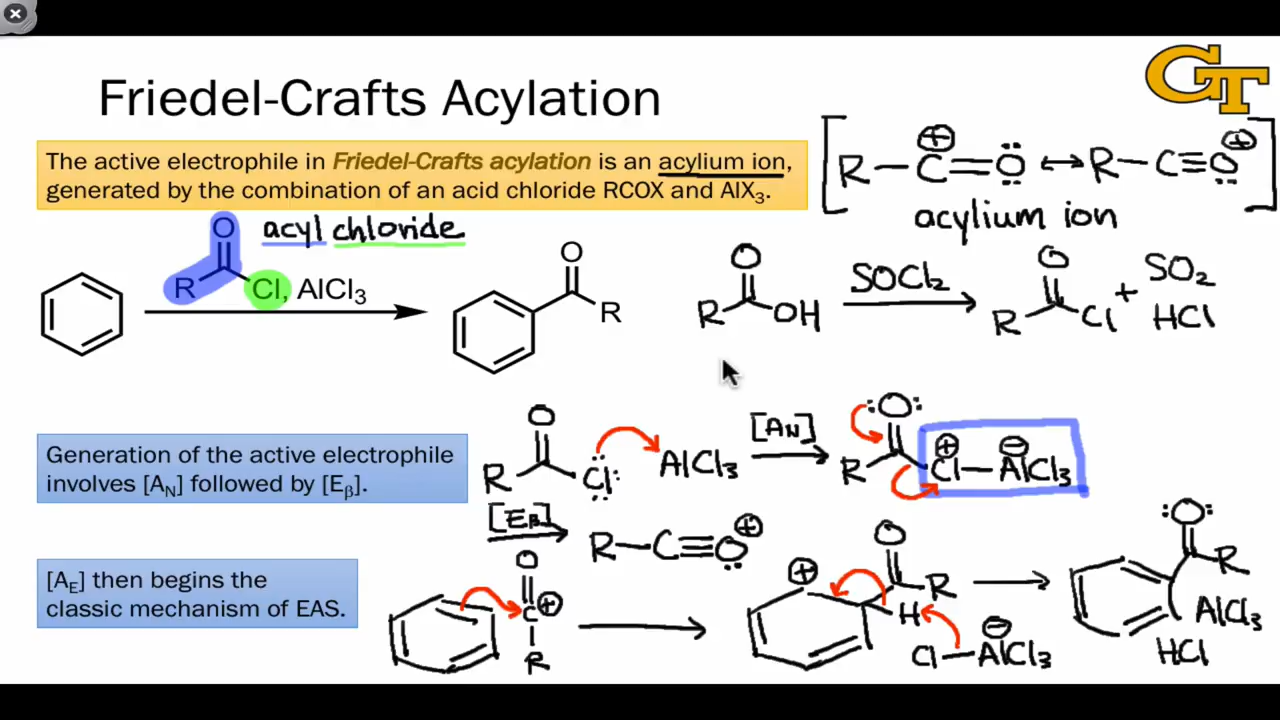 Friedel-Crafts Acylation
GT
The active electrophile in Friedel-Crafts acylation is an acylium ion,
generated by the combination of an acid chloride RCOX and AlX₃.
R—C=O ↔ R—C≡O
acylium ion
acyl chloride
O
R Cl, AlCl₃
O
R
O
R OH
SOCl₂
O
R Cl + SO₂
HCl
Generation of the active electrophile
involves [Aₙ] followed by [Eᵦ].
O
R Cl: AlCl₃
[Aₙ]
:O:
R Cl—AlCl₃
[Eᵦ]
R—C≡O
[A_E] then begins the
classic mechanism of EAS.
O
C
R
O
R
H
Cl—AlCl₃
:O:
R
AlCl₃
HCl